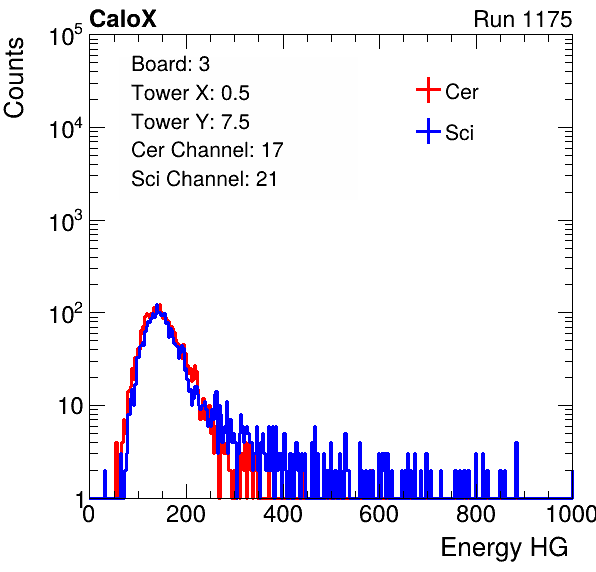 CaloX Run 1175
Counts
Board: 3
Tower X: 0.5
Tower Y: 7.5
Cer Channel: 17
Sci Channel: 21
Cer
Sci
10^5
10^4
10^3
10^2
10
1
0 200 400 600 800 1000
Energy HG